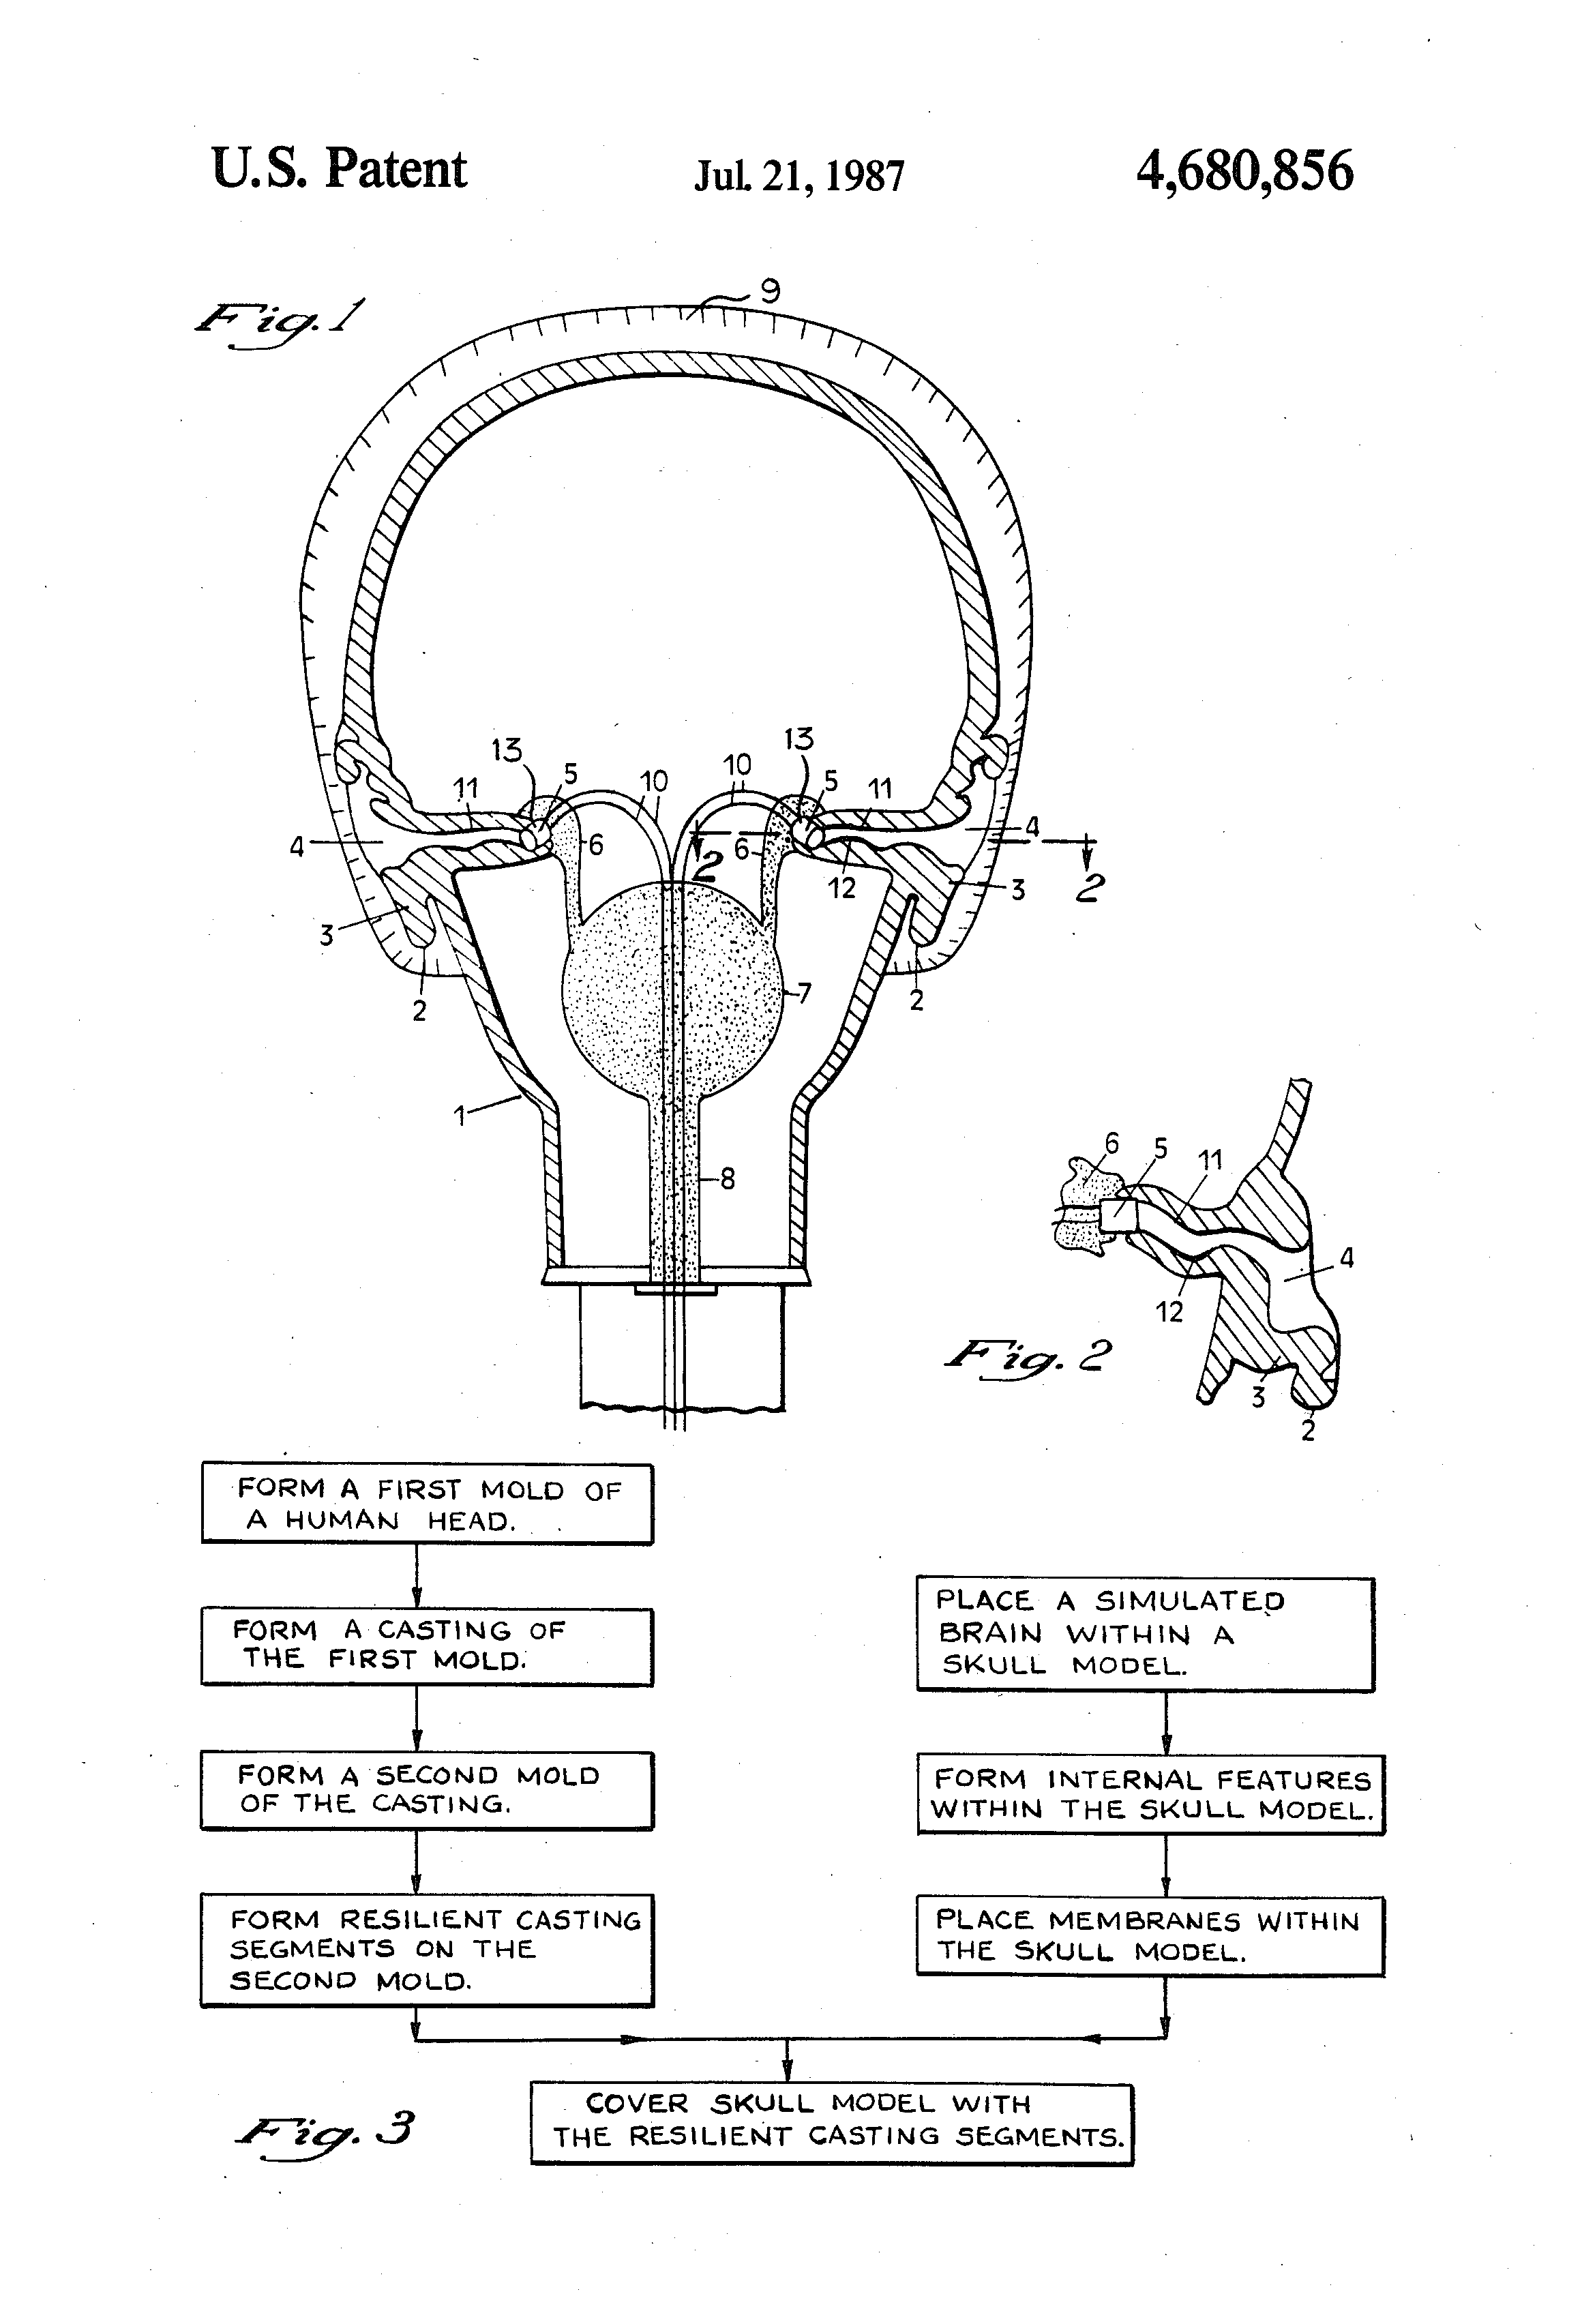 U.S. Patent Jul. 21, 1987 4,680,856
Fig. 1
9
13
13
5
10
10
5
11
11
4
6
2
6
4
12
3
2
3
2
2
7
1
8
6
5
11
4
12
Fig. 2
3
2
FORM A FIRST MOLD OF
A HUMAN HEAD.
FORM A CASTING OF
THE FIRST MOLD.
FORM A SECOND MOLD
OF THE CASTING.
FORM RESILIENT CASTING
SEGMENTS ON THE
SECOND MOLD.
PLACE A SIMULATED
BRAIN WITHIN A
SKULL MODEL.
FORM INTERNAL FEATURES
WITHIN THE SKULL MODEL.
PLACE MEMBRANES WITHIN
THE SKULL MODEL.
COVER SKULL MODEL WITH
THE RESILIENT CASTING SEGMENTS.
Fig. 3